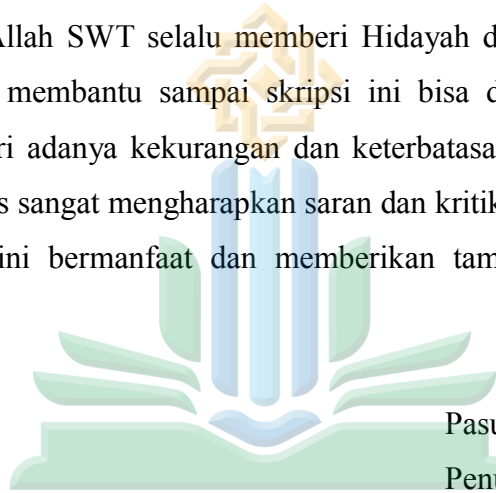 Allah SWT selalu memberi Hidayah d
membantu sampai skripsi ini bisa d
ri adanya kekurangan dan keterbatasa
s sangat mengharapkan saran dan kritik
ini bermanfaat dan memberikan tam
Pasu
Penu